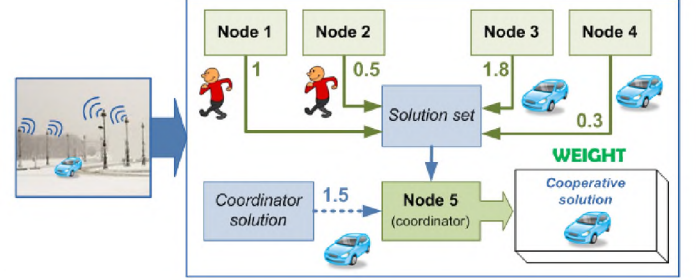 Node 1
Node 2
Node 3
Node 4
1
0.5
1.8
0.3
Solution set
WEIGHT
Coordinator
solution
1.5
Node 5
(coordinator)
Cooperative
solution